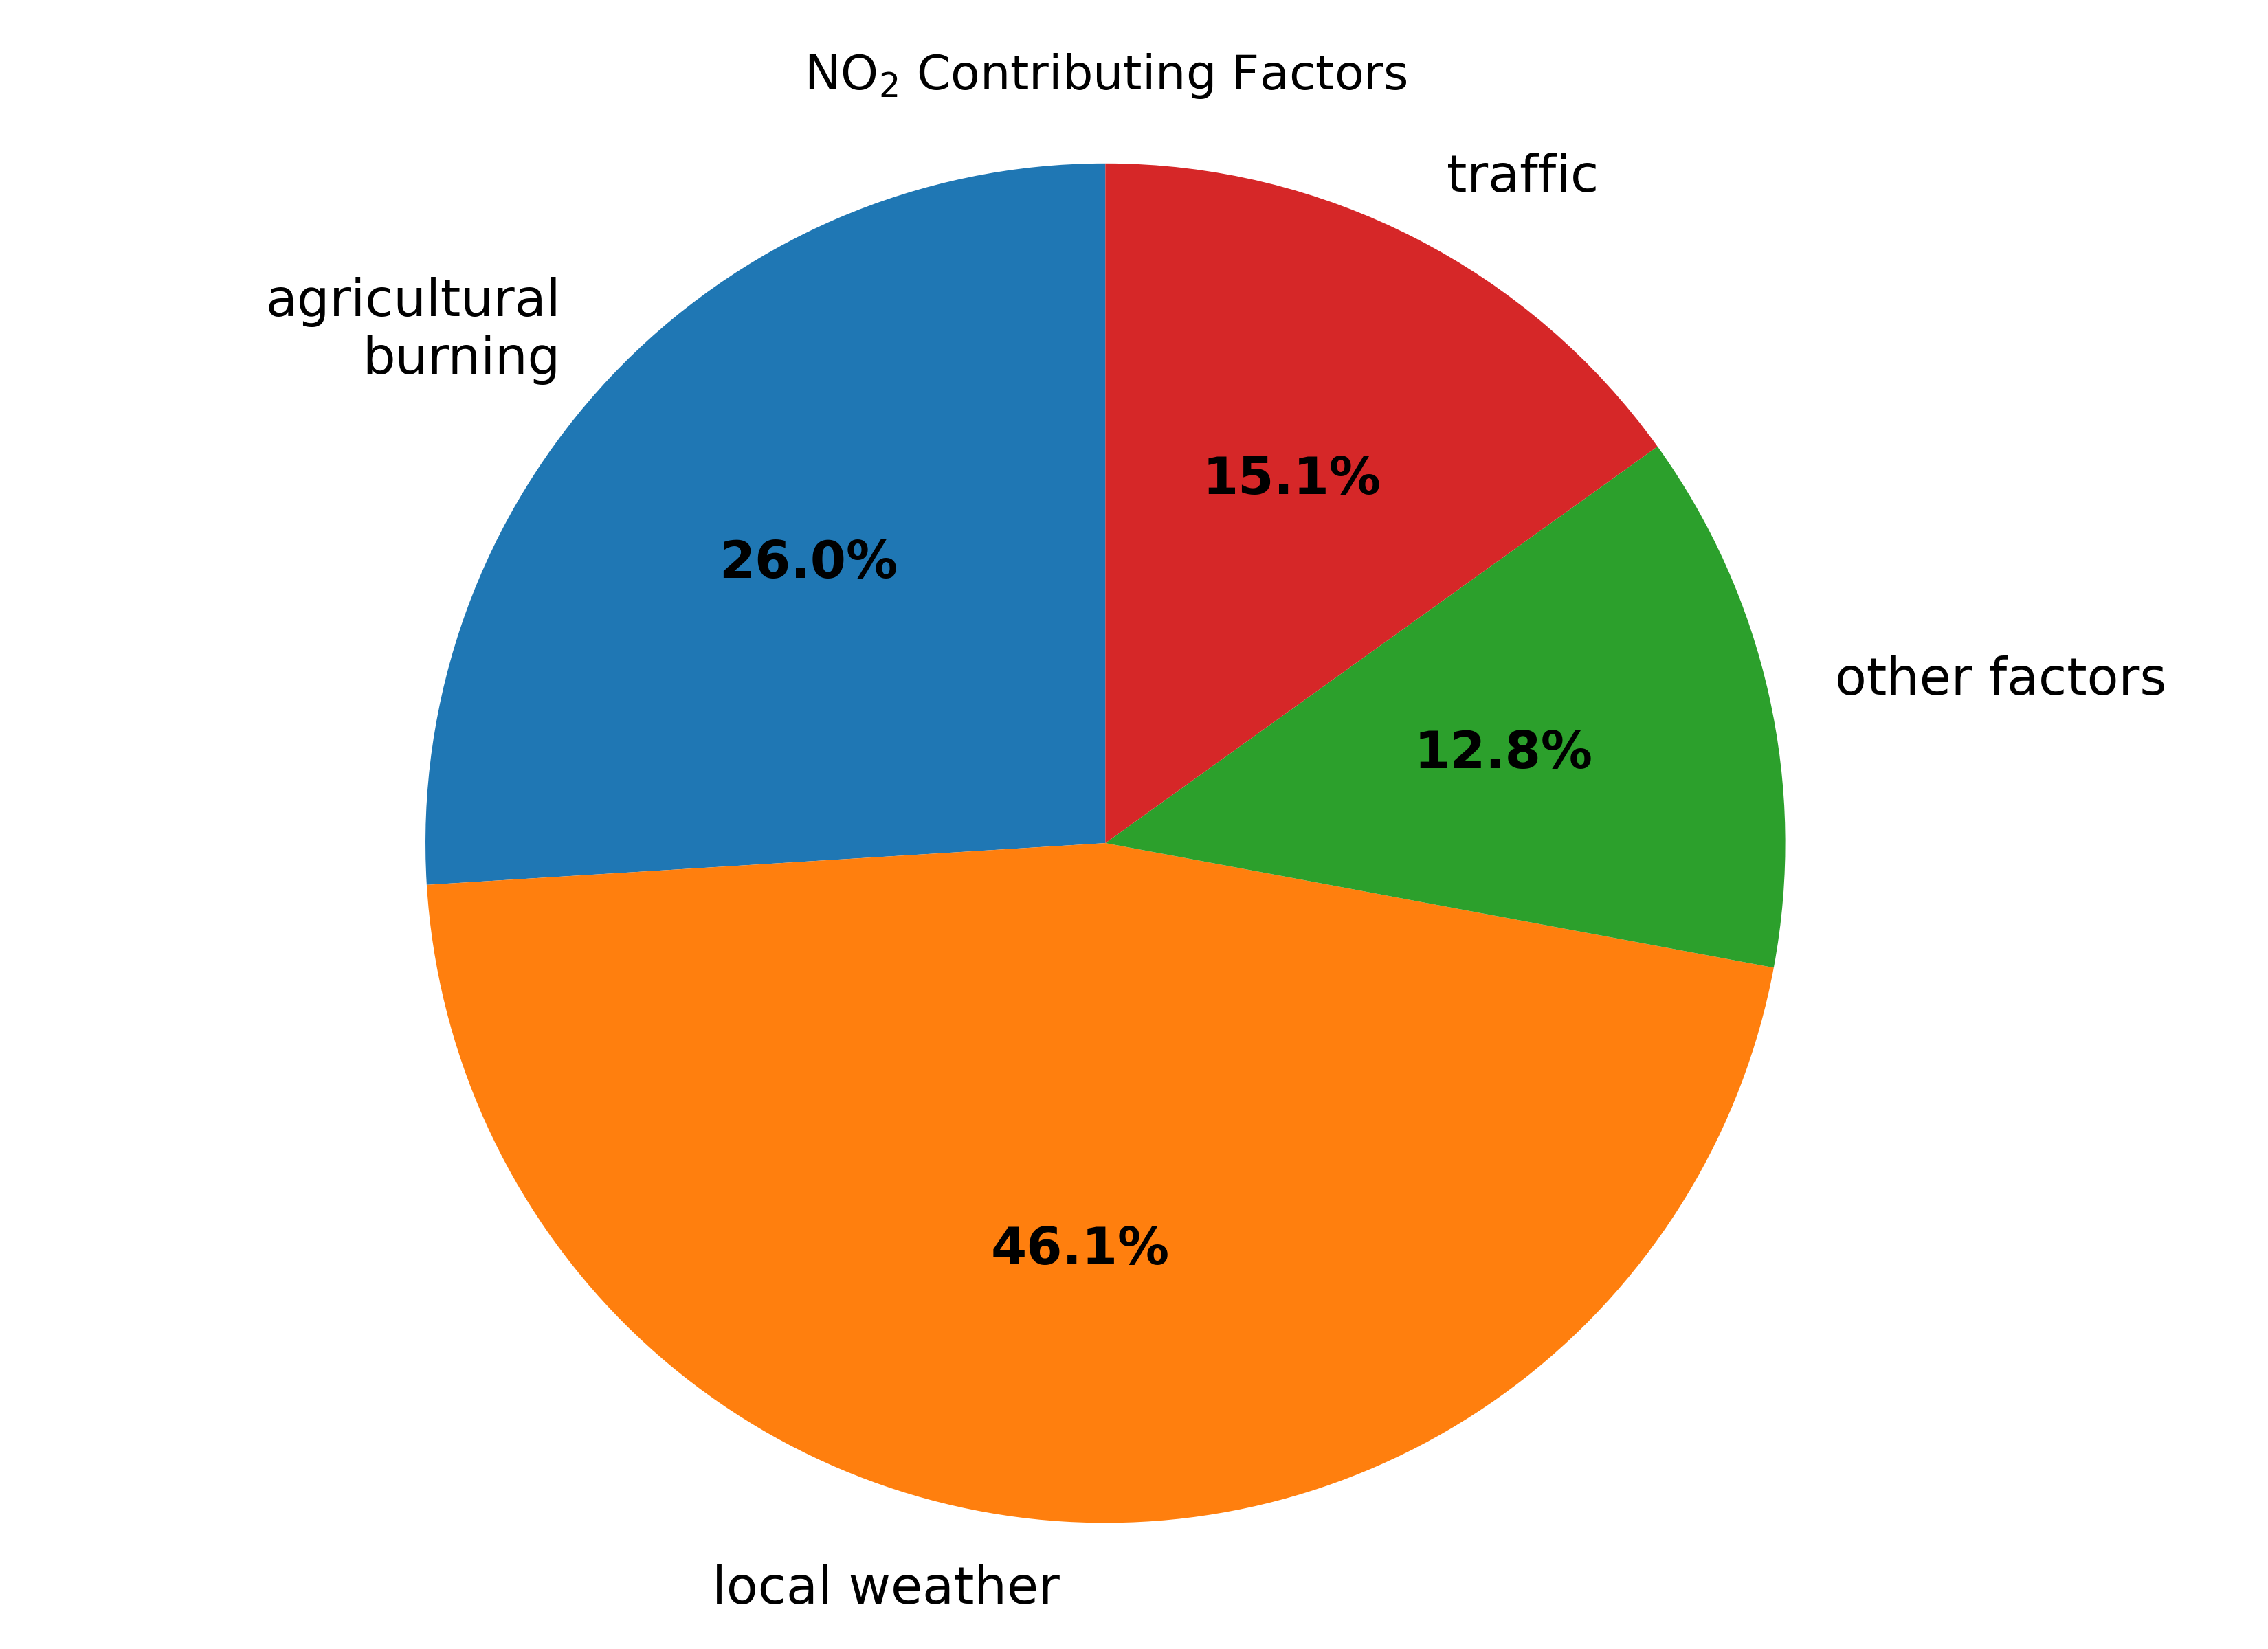 NO₂ Contributing Factors
traffic
agricultural
burning
15.1%
26.0%
other factors
12.8%
46.1%
local weather